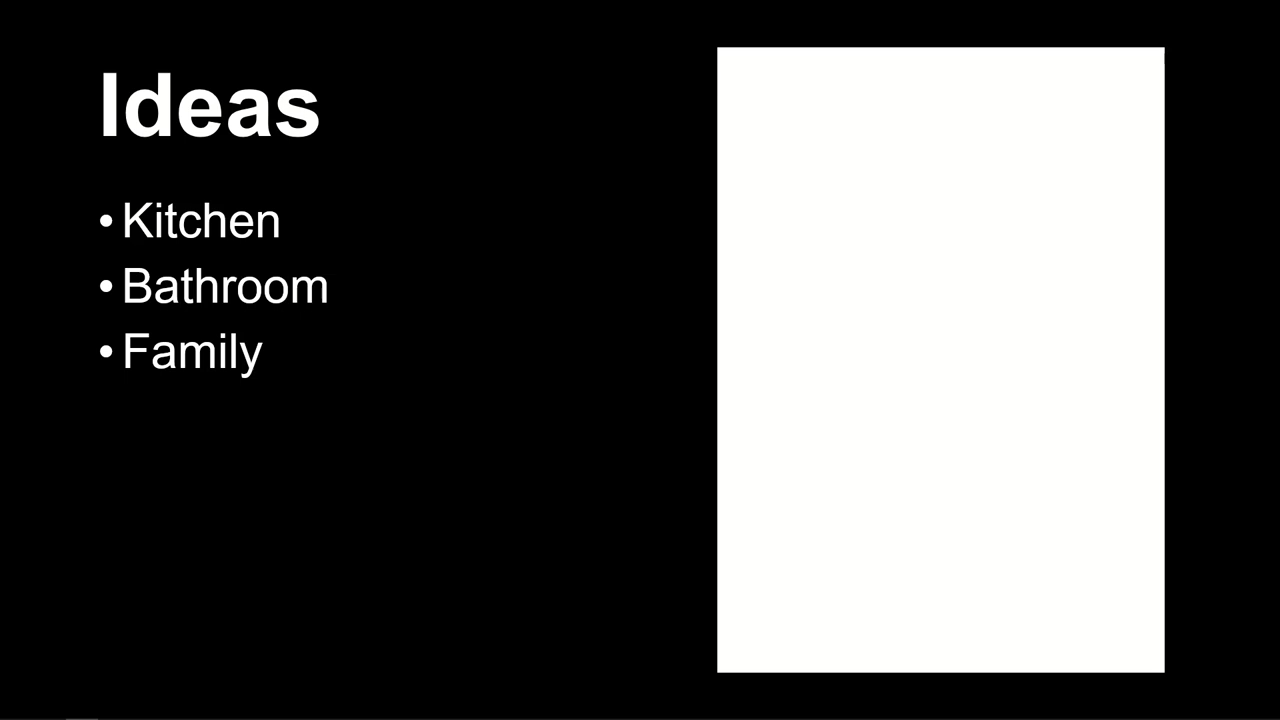 Ideas
• Kitchen
• Bathroom
• Family